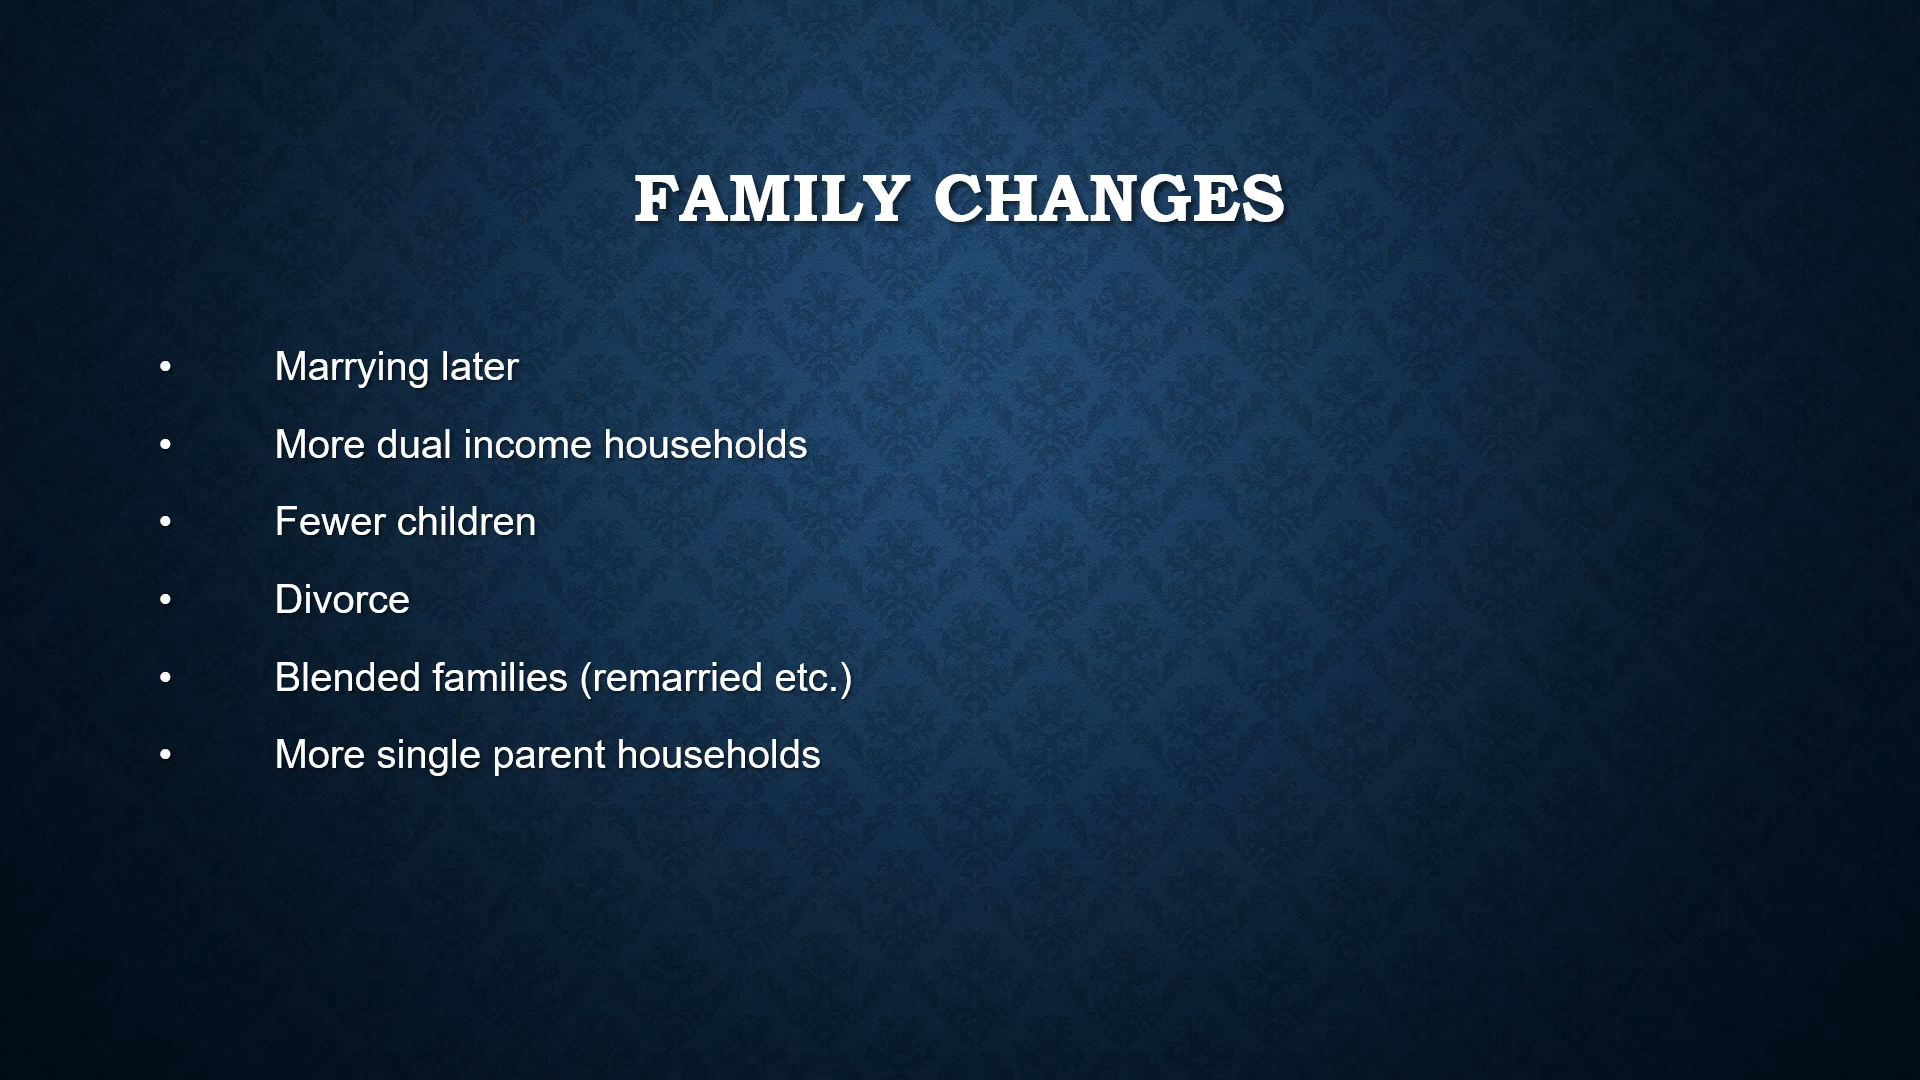 FAMILY CHANGES
• Marrying later
• More dual income households
• Fewer children
• Divorce
• Blended families (remarried etc.)
• More single parent households